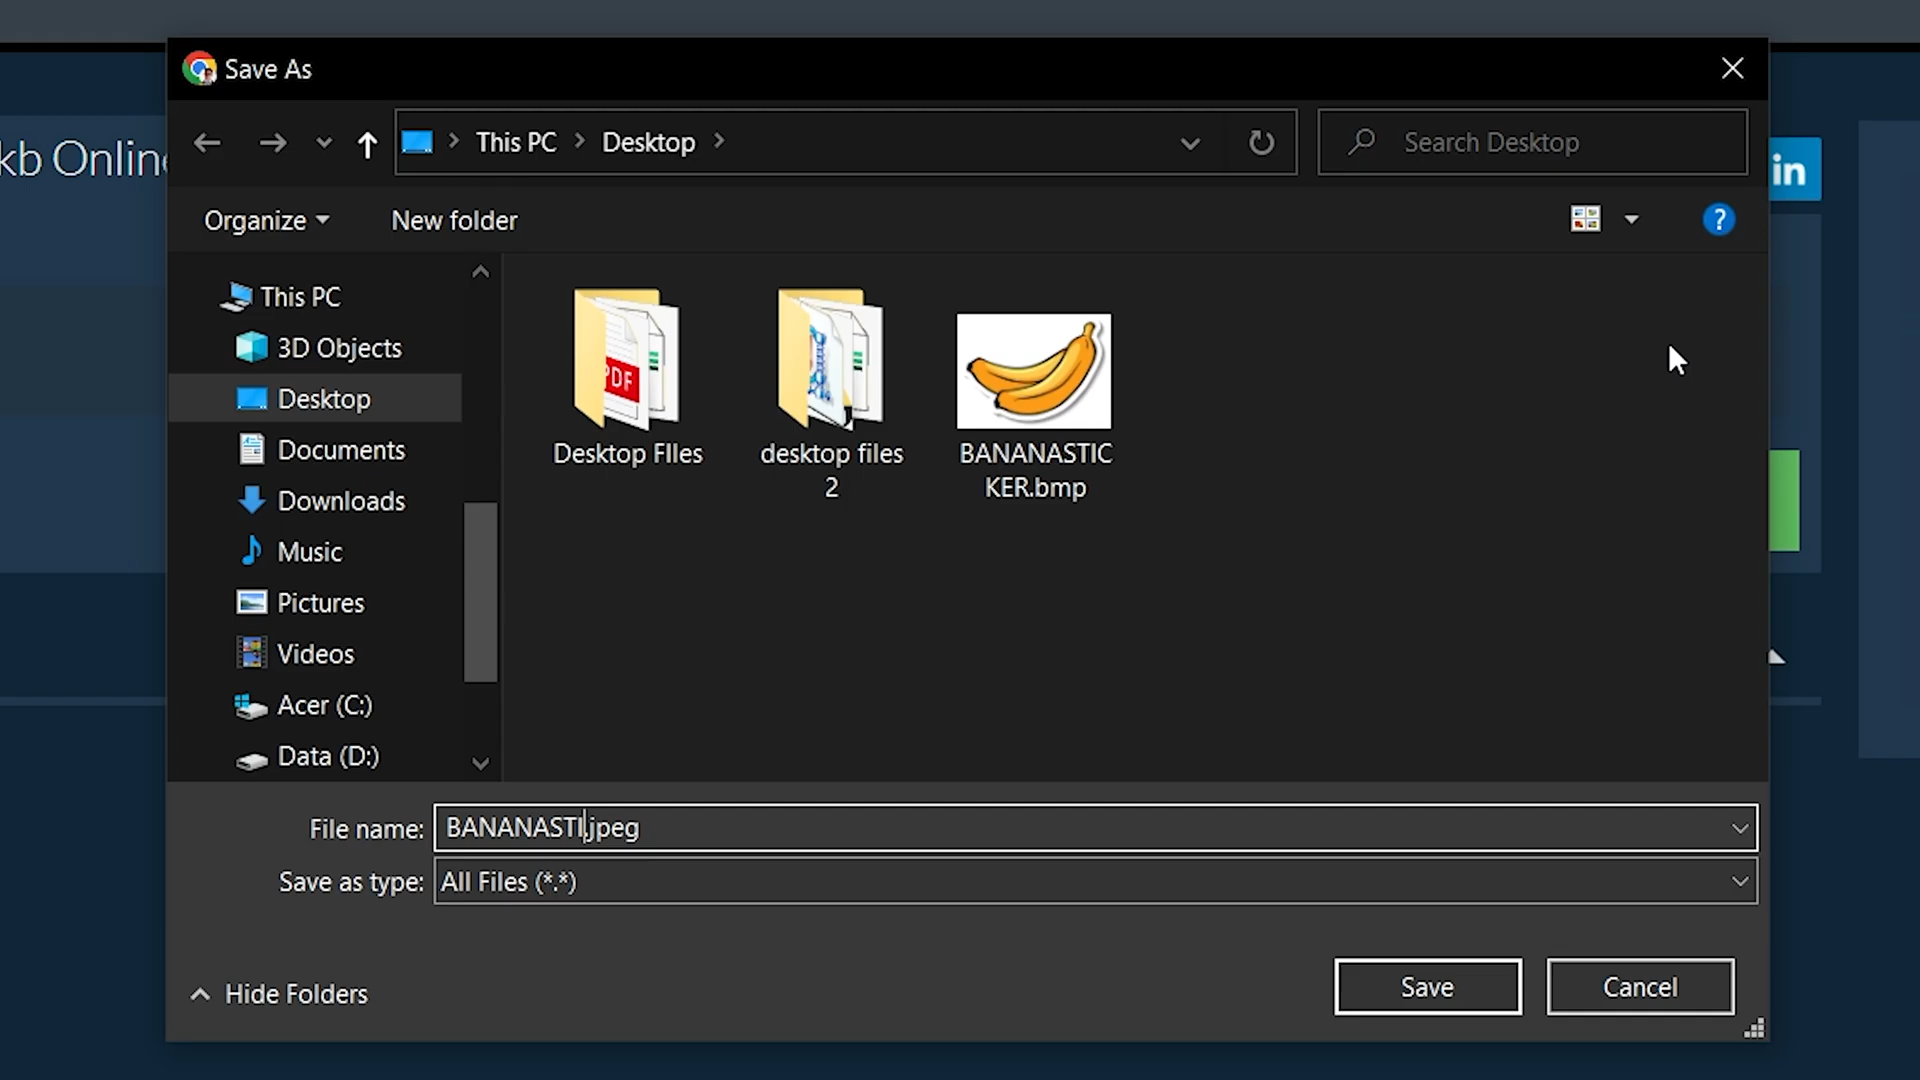 Save As
kb Online
This PC
Desktop
Search Desktop
in
Organize
New folder
?
This PC
3D Objects
Desktop
Documents
Downloads
Music
Pictures
Videos
Acer (C:)
Data (D:)
PDF
Desktop FIles
desktop files
2
BANANASTIC
KER.bmp
File name:
BANANASTI.jpeg
Save as type:
All Files (*.*)
Hide Folders
Save
Cancel